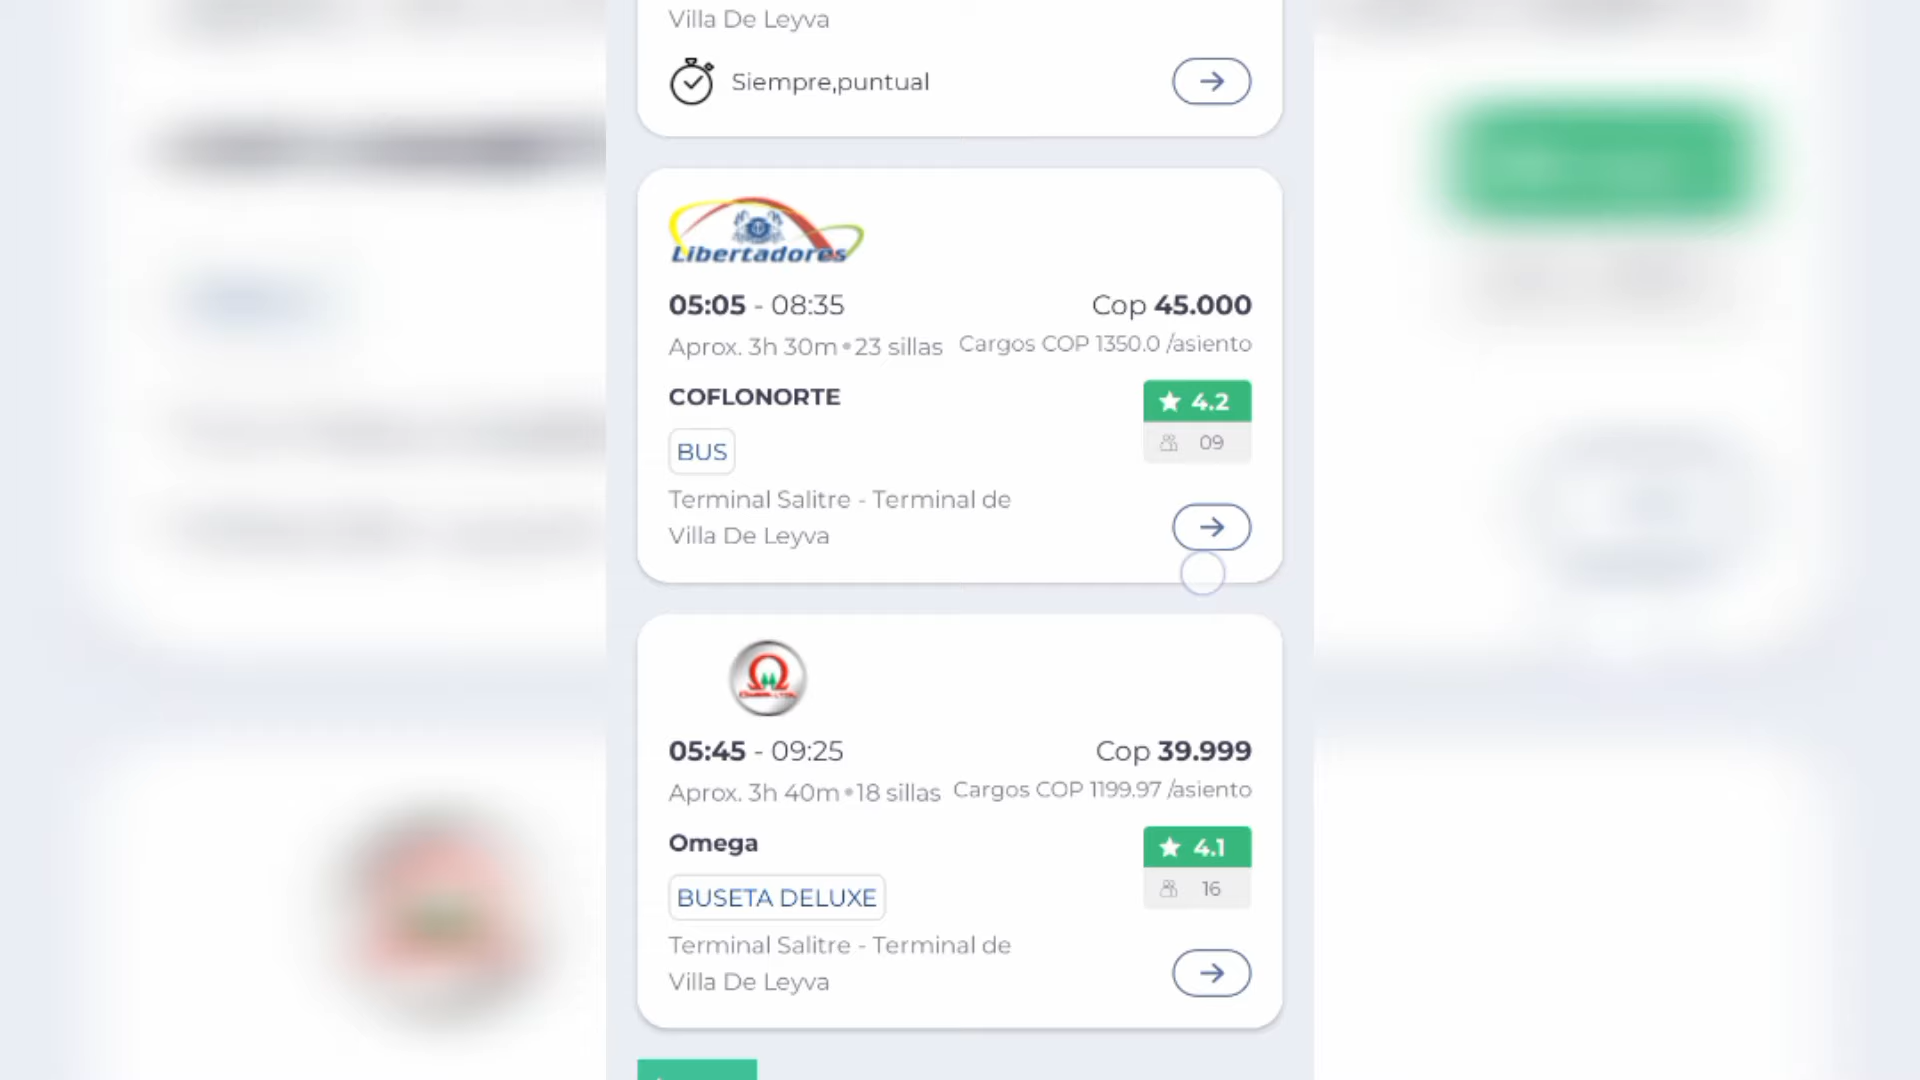 Villa De Leyva
Siempre,puntual
Libertadores
05:05 - 08:35
Cop 45.000
Aprox. 3h 30m•23 sillas
Cargos COP 1350.0 /asiento
COFLONORTE
4.2
BUS
09
Terminal Salitre - Terminal de
Villa De Leyva
05:45 - 09:25
Cop 39.999
Aprox. 3h 40m•18 sillas
Cargos COP 1199.97 /asiento
Omega
4.1
BUSETA DELUXE
16
Terminal Salitre - Terminal de
Villa De Leyva